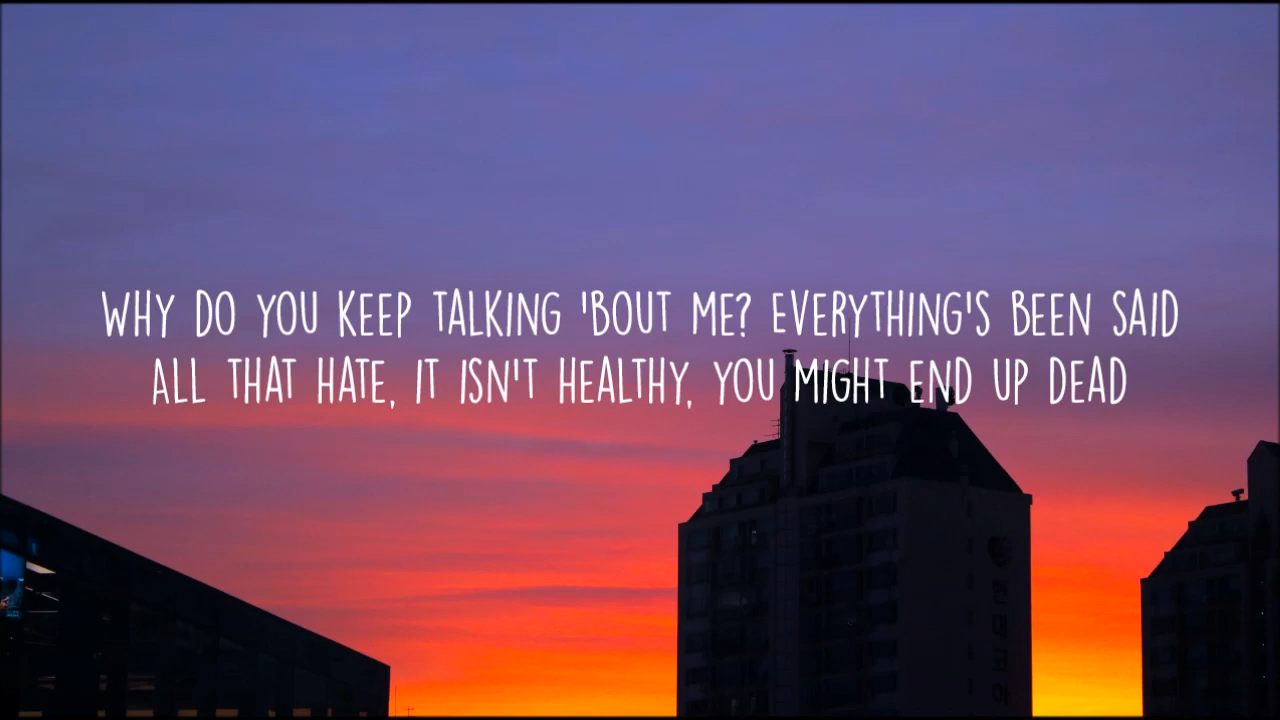 WHY DO YOU KEEP TALKING 'BOUT ME? EVERYTHING'S BEEN SAID
ALL THAT HATE, IT ISN'T HEALTHY, YOU MIGHT END UP DEAD